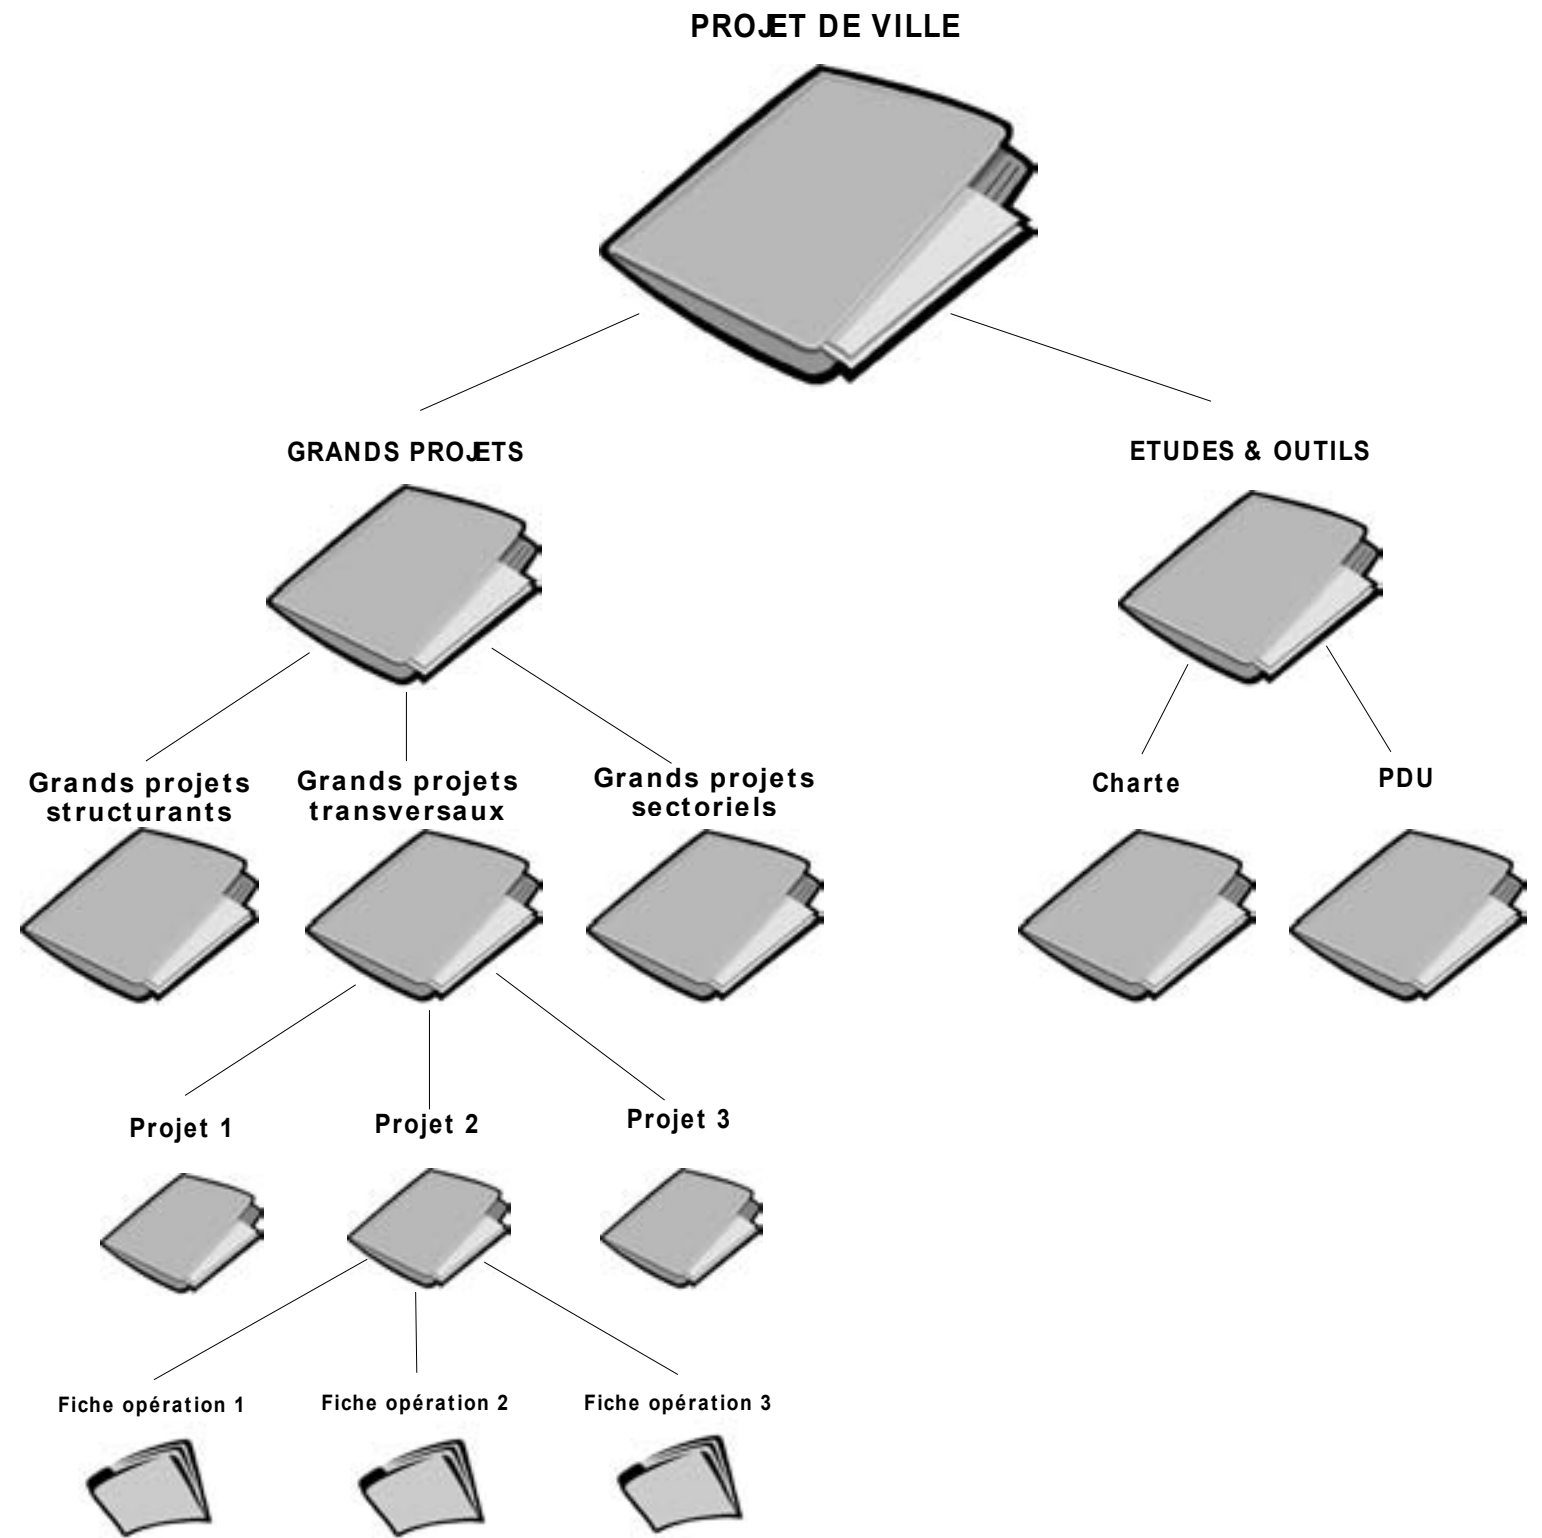 PROJET DE VILLE
GRANDS PROJETS
ETUDES & OUTILS
Grands projets
structurants
Grands projets
transversaux
Grands projets
sectoriels
Charte
PDU
Projet 1
Projet 2
Projet 3
Fiche opération 1
Fiche opération 2
Fiche opération 3